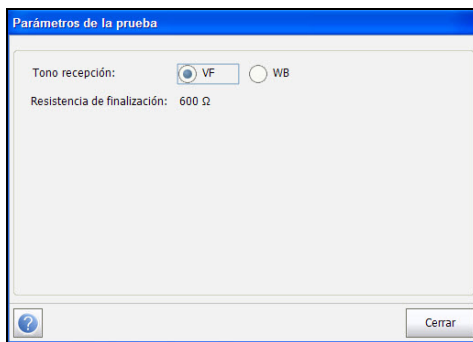 Parámetros de la prueba
Tono recepción: VF WB
Resistencia de finalización: 600 Ω
?
Cerrar